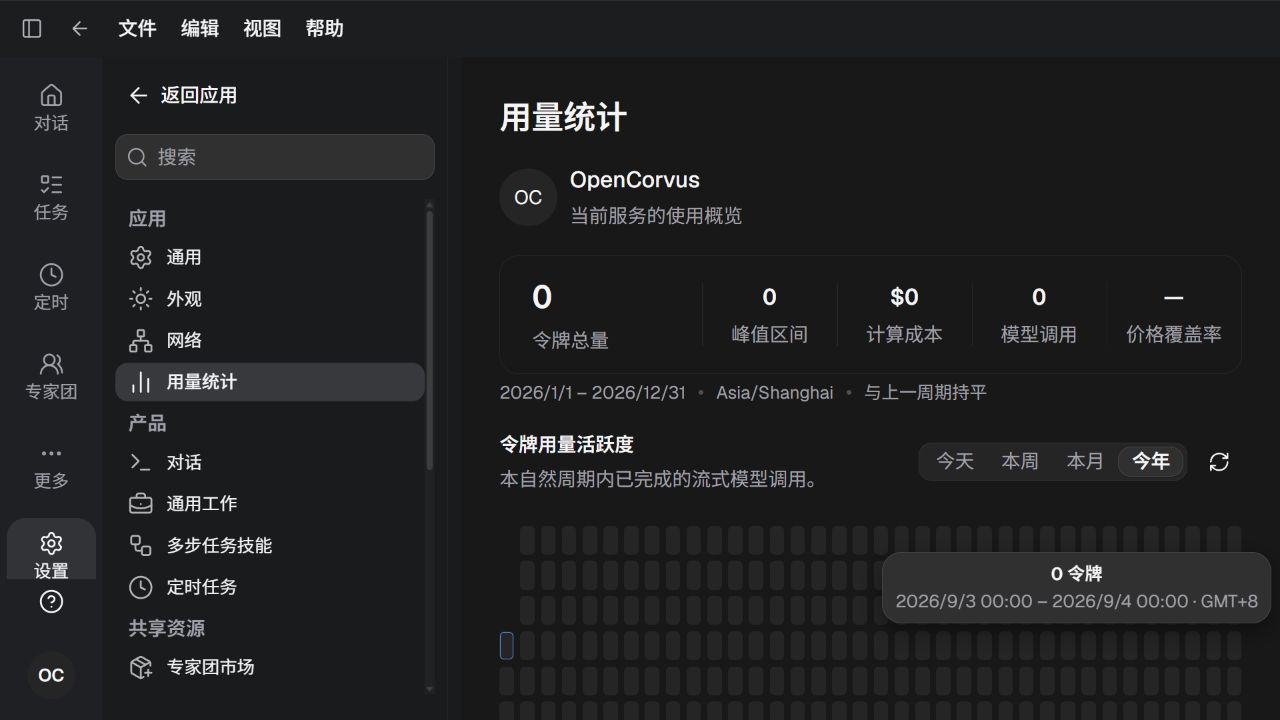 文件 编辑 视图 帮助
对话
任务
定时
专家团
更多
设置
OC
返回应用
搜索
应用
通用
外观
网络
用量统计
产品
对话
通用工作
多步任务技能
定时任务
共享资源
专家团市场
用量统计
OC
OpenCorvus
当前服务的使用概览
0 0 $0 0 —
令牌总量 峰值区间 计算成本 模型调用 价格覆盖率
2026/1/1 – 2026/12/31 • Asia/Shanghai • 与上一周期持平
令牌用量活跃度
本自然周期内已完成的流式模型调用。
今天 本周 本月 今年
0 令牌
2026/9/3 00:00 – 2026/9/4 00:00 · GMT+8